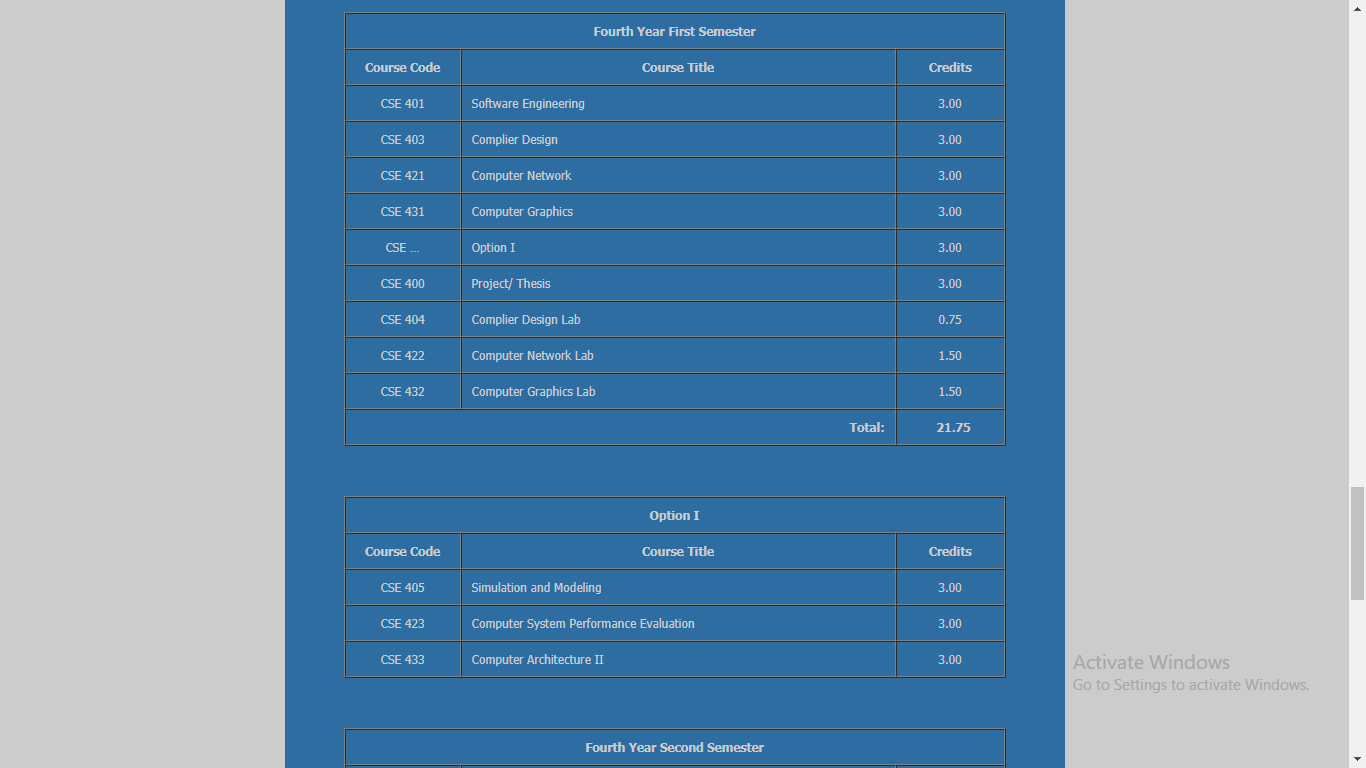 Fourth Year First Semester
Course Code Course Title Credits
CSE 401 Software Engineering 3.00
CSE 403 Complier Design 3.00
CSE 421 Computer Network 3.00
CSE 431 Computer Graphics 3.00
CSE ... Option I 3.00
CSE 400 Project/ Thesis 3.00
CSE 404 Complier Design Lab 0.75
CSE 422 Computer Network Lab 1.50
CSE 432 Computer Graphics Lab 1.50
Total: 21.75
Option I
Course Code Course Title Credits
CSE 405 Simulation and Modeling 3.00
CSE 423 Computer System Performance Evaluation 3.00
CSE 433 Computer Architecture II 3.00
Activate Windows
Go to Settings to activate Windows.
Fourth Year Second Semester